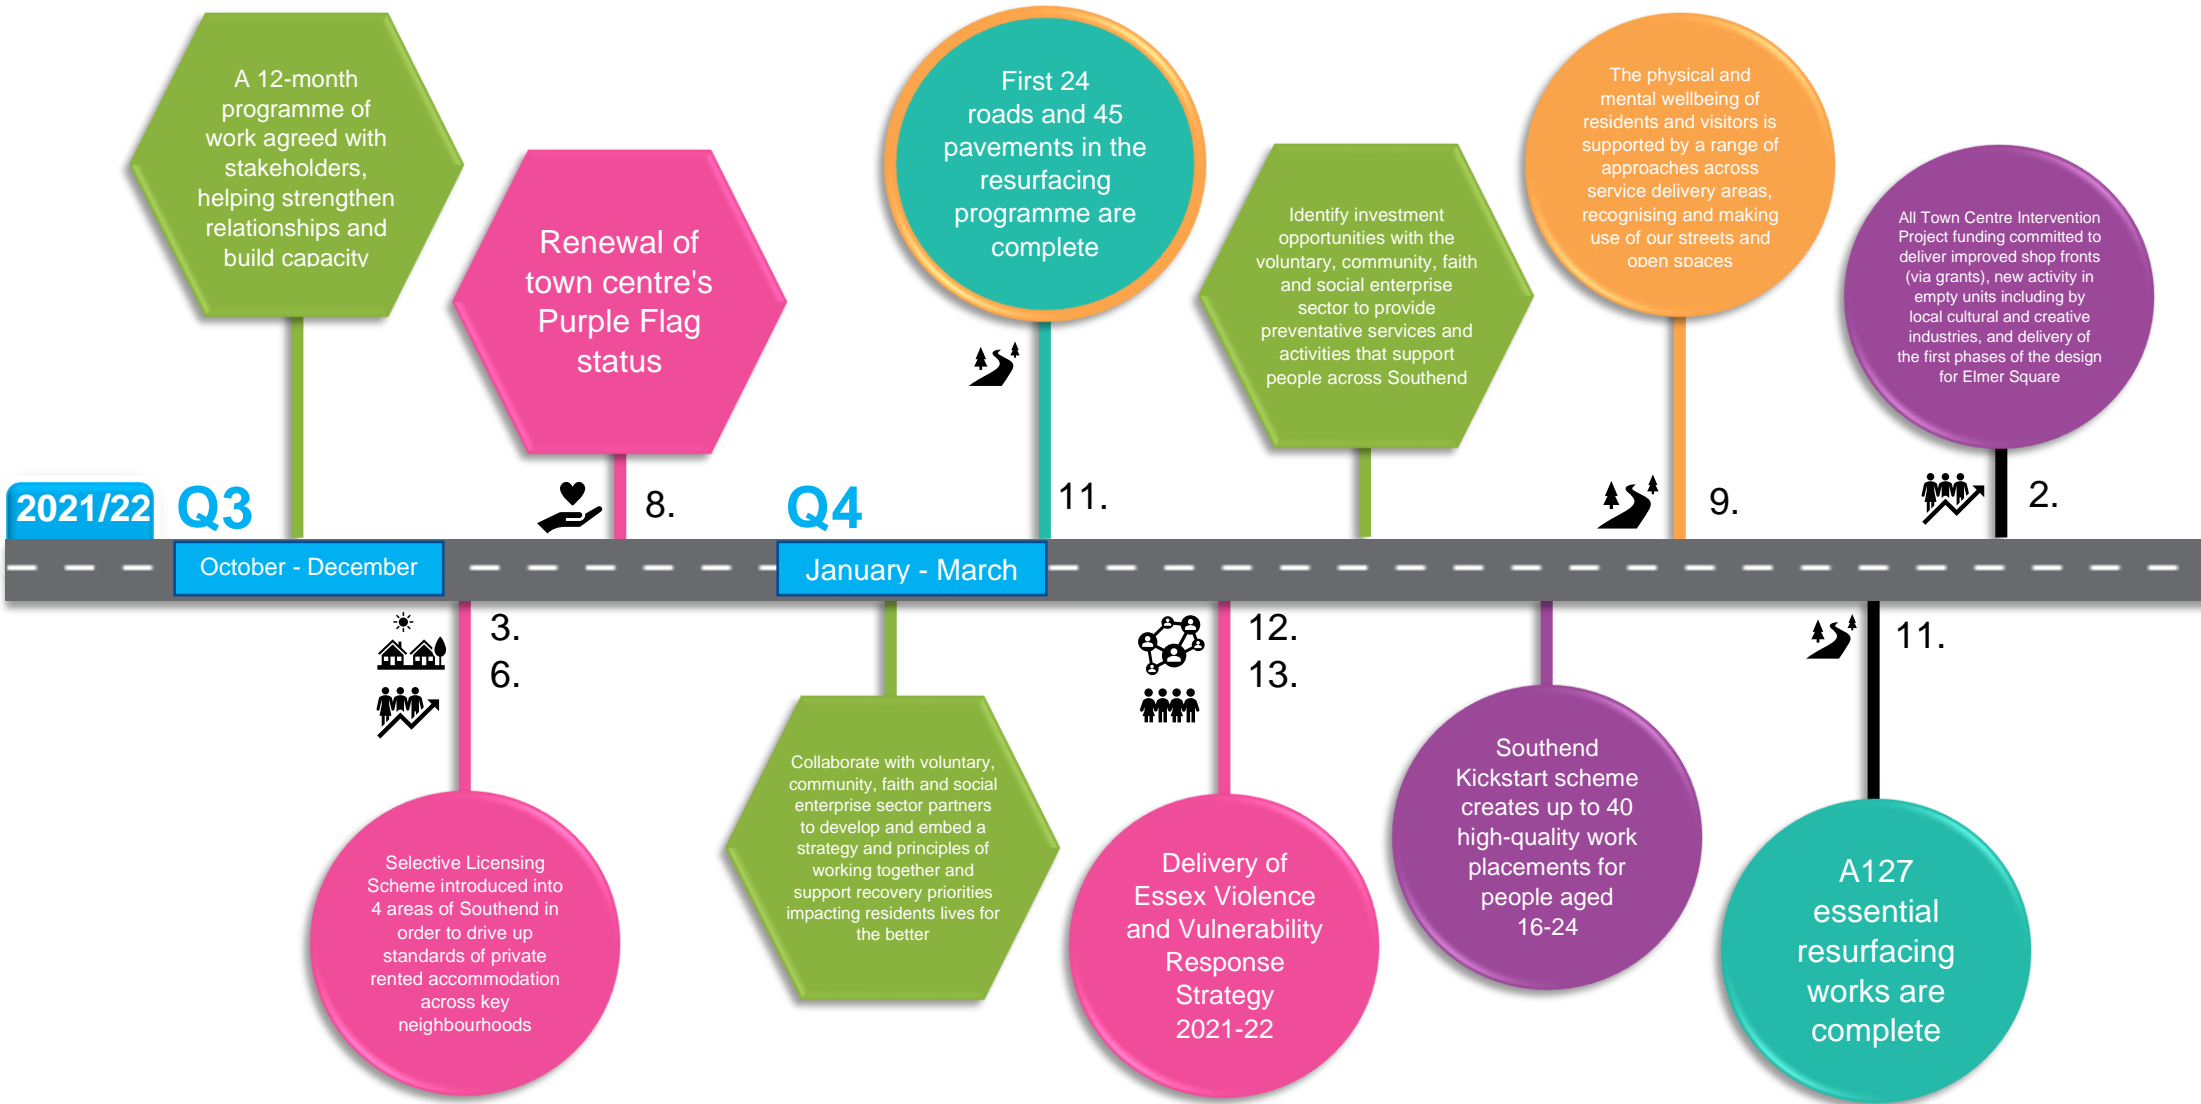 A 12-month
programme of
work agreed with
stakeholders,
helping strengthen
relationships and
build capacity
Renewal of
town centre's
Purple Flag
status
First 24
roads and 45
pavements in the
resurfacing
programme are
complete
Identify investment
opportunities with the
voluntary, community, faith
and social enterprise
sector to provide
preventative services and
activities that support
people across Southend
The physical and
mental wellbeing of
residents and visitors is
supported by a range of
approaches across
service delivery areas,
recognising and making
use of our streets and
open spaces
All Town Centre Intervention
Project funding committed to
deliver improved shop fronts
(via grants), new activity in
empty units including by
local cultural and creative
industries, and delivery of
the first phases of the design
for Elmer Square
2021/22
Q3
8.
Q4
11.
9.
2.
October - December
January - March
3.
6.
12.
13.
11.
Selective Licensing
Scheme introduced into
4 areas of Southend in
order to drive up
standards of private
rented accommodation
across key
neighbourhoods
Collaborate with voluntary,
community, faith and social
enterprise sector partners
to develop and embed a
strategy and principles of
working together and
support recovery priorities
impacting residents lives for
the better
Delivery of
Essex Violence
and Vulnerability
Response
Strategy
2021-22
Southend
Kickstart scheme
creates up to 40
high-quality work
placements for
people aged
16-24
A127
essential
resurfacing
works are
complete